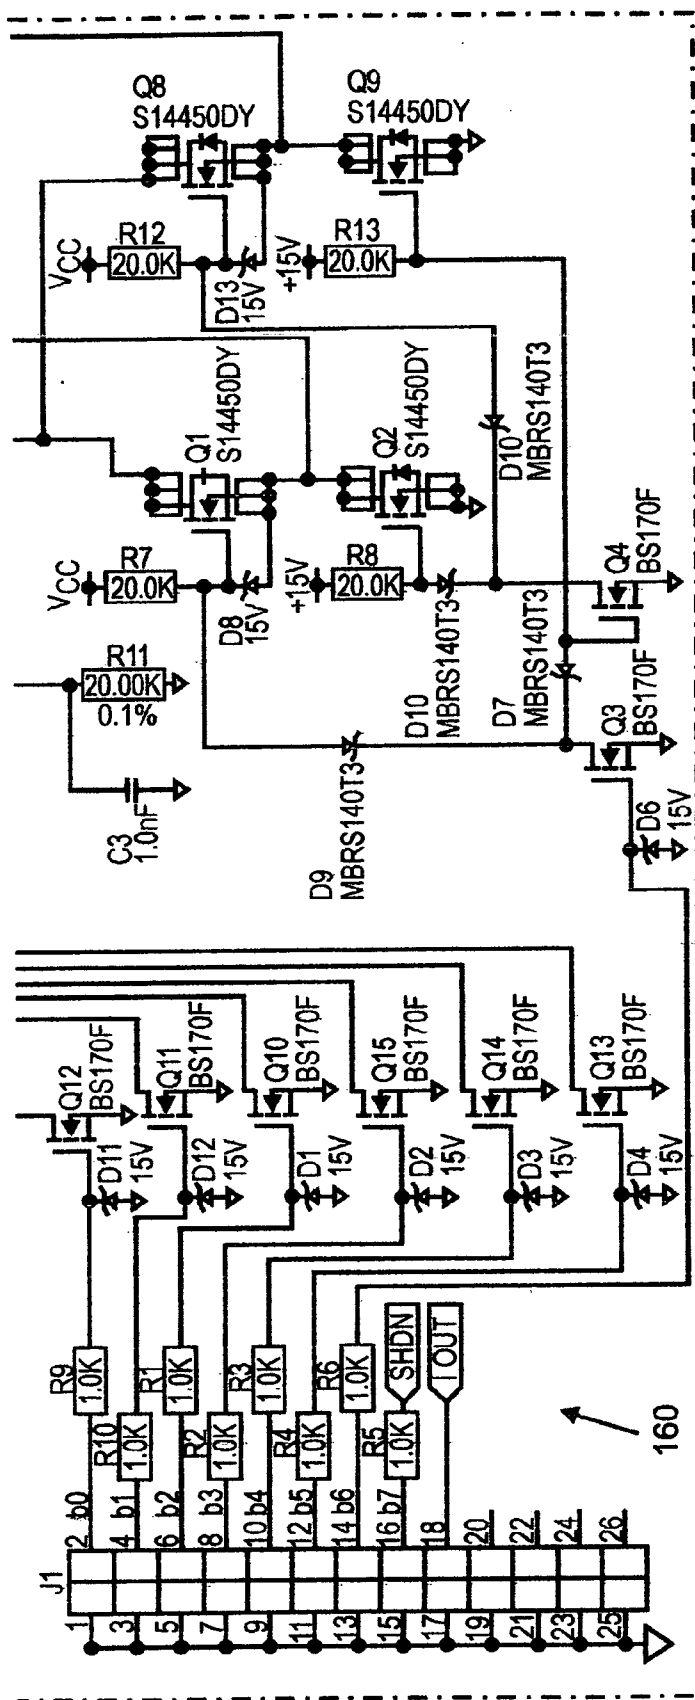 Q8
S14450DY
Q9
S14450DY
VCC
R12
20.0K
D13
15V
+15V
R13
20.0K
Q1
S14450DY
Q2
S14450DY
D10
MBRS140T3
VCC
R7
20.0K
D8
15V
+15V
R8
20.0K
D10
MBRS140T3
Q4
BS170F
R11
20.00K
0.1%
C3
1.0nF
D9
MBRS140T3
D7
MBRS140T3
Q3
BS170F
D6
15V
Q12
BS170F
D11
15V
Q11
BS170F
D12
15V
Q10
BS170F
D1
15V
Q15
BS170F
D2
15V
Q14
BS170F
D3
15V
Q13
BS170F
D4
15V
R9
1.0K
R10
1.0K
R1
1.0K
R2
1.0K
R3
1.0K
R4
1.0K
R6
1.0K
R5
1.0K
SHDN
IOUT
160
J1
1 2 b0
3 4 b1
5 6 b2
7 8 b3
9 10 b4
11 12 b5
13 14 b6
15 16 b7
17 18
19 20
21 22
23 24
25 26